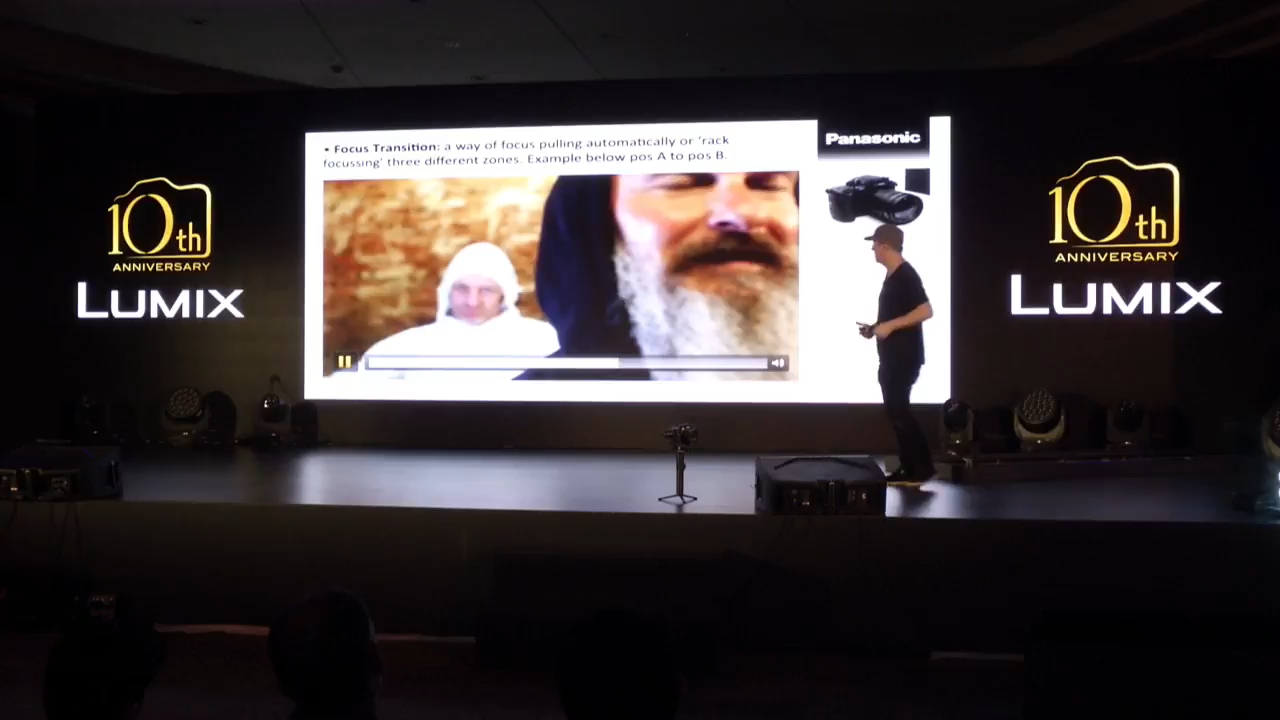 • Focus Transition: a way of focus pulling automatically or 'rack
focussing' three different zones. Example below pos A to pos B.
Panasonic
10th
ANNIVERSARY
LUMIX
10th
ANNIVERSARY
LUMIX